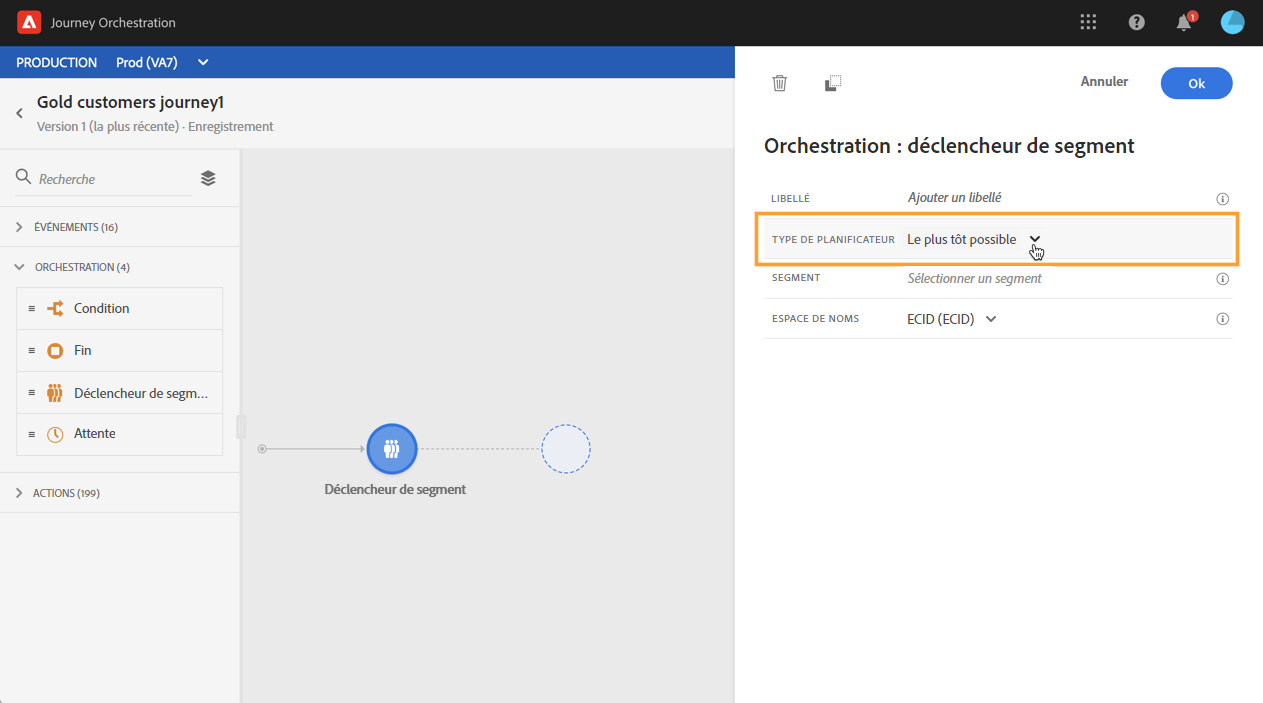 Journey Orchestration
1
PRODUCTION Prod (VA7)
Gold customers journey1
Version 1 (la plus récente) · Enregistrement
Recherche
ÉVÉNEMENTS (16)
ORCHESTRATION (4)
Condition
Fin
Déclencheur de segm...
Attente
ACTIONS (199)
Déclencheur de segment
Annuler
Ok
Orchestration : déclencheur de segment
LIBELLÉ Ajouter un libellé
TYPE DE PLANIFICATEUR Le plus tôt possible
SEGMENT Sélectionner un segment
ESPACE DE NOMS ECID (ECID)